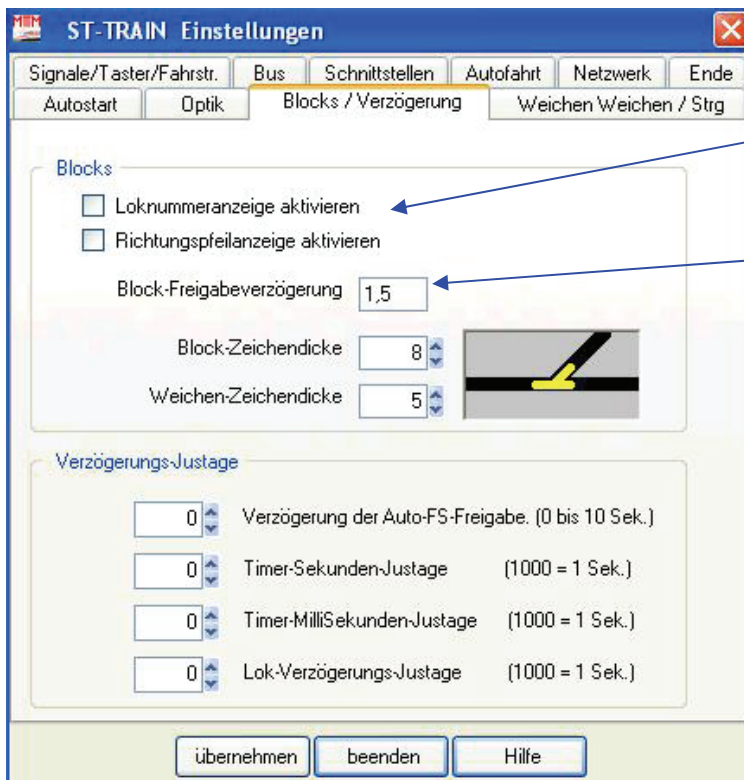 ST-TRAIN Einstellungen
Signale/Taster/Fahrstr. Bus Schnittstellen Autofahrt Netzwerk Ende
Autostart Optik Blocks / Verzögerung Weichen Weichen / Strg
Blocks
Loknummeranzeige aktivieren
Richtungspfeilanzeige aktivieren
Block-Freigabeverzögerung 1,5
Block-Zeichendicke 8
Weichen-Zeichendicke 5
Verzögerungs-Justage
0 Verzögerung der Auto-FS-Freigabe. (0 bis 10 Sek.)
0 Timer-Sekunden-Justage (1000 = 1 Sek.)
0 Timer-MilliSekunden-Justage (1000 = 1 Sek.)
0 Lok-Verzögerungs-Justage (1000 = 1 Sek.)
übernehmen beenden Hilfe